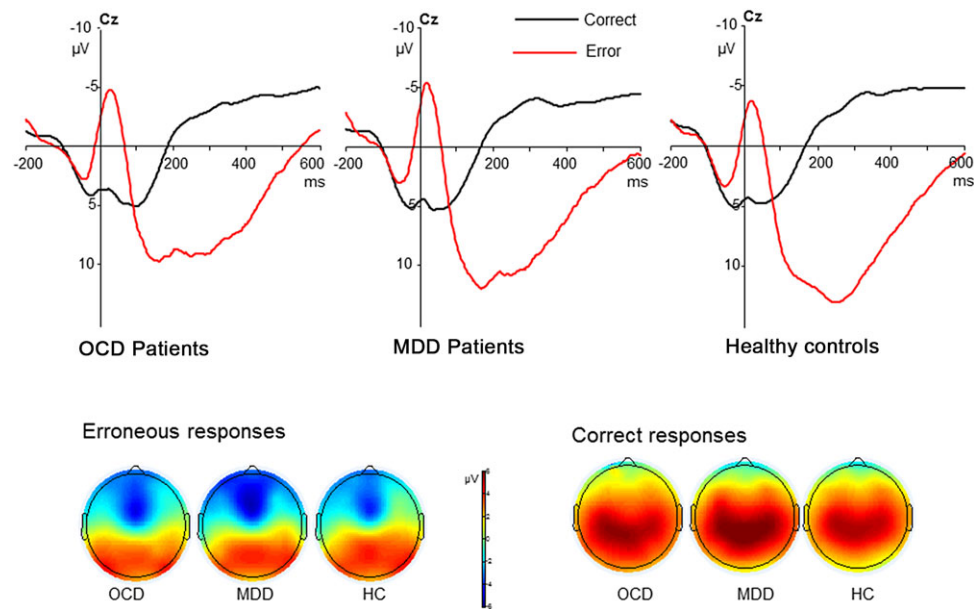 -10 Cz
µV
-5
-200 200 400 600
ms
5
10
OCD Patients
-10 Cz
µV
-5
-200 200 400 600
ms
5
10
MDD Patients
Correct
Error
-10 Cz
µV
-5
-200 200 400 600
ms
5
10
Healthy controls
Erroneous responses
OCD MDD HC
µV
Correct responses
OCD MDD HC